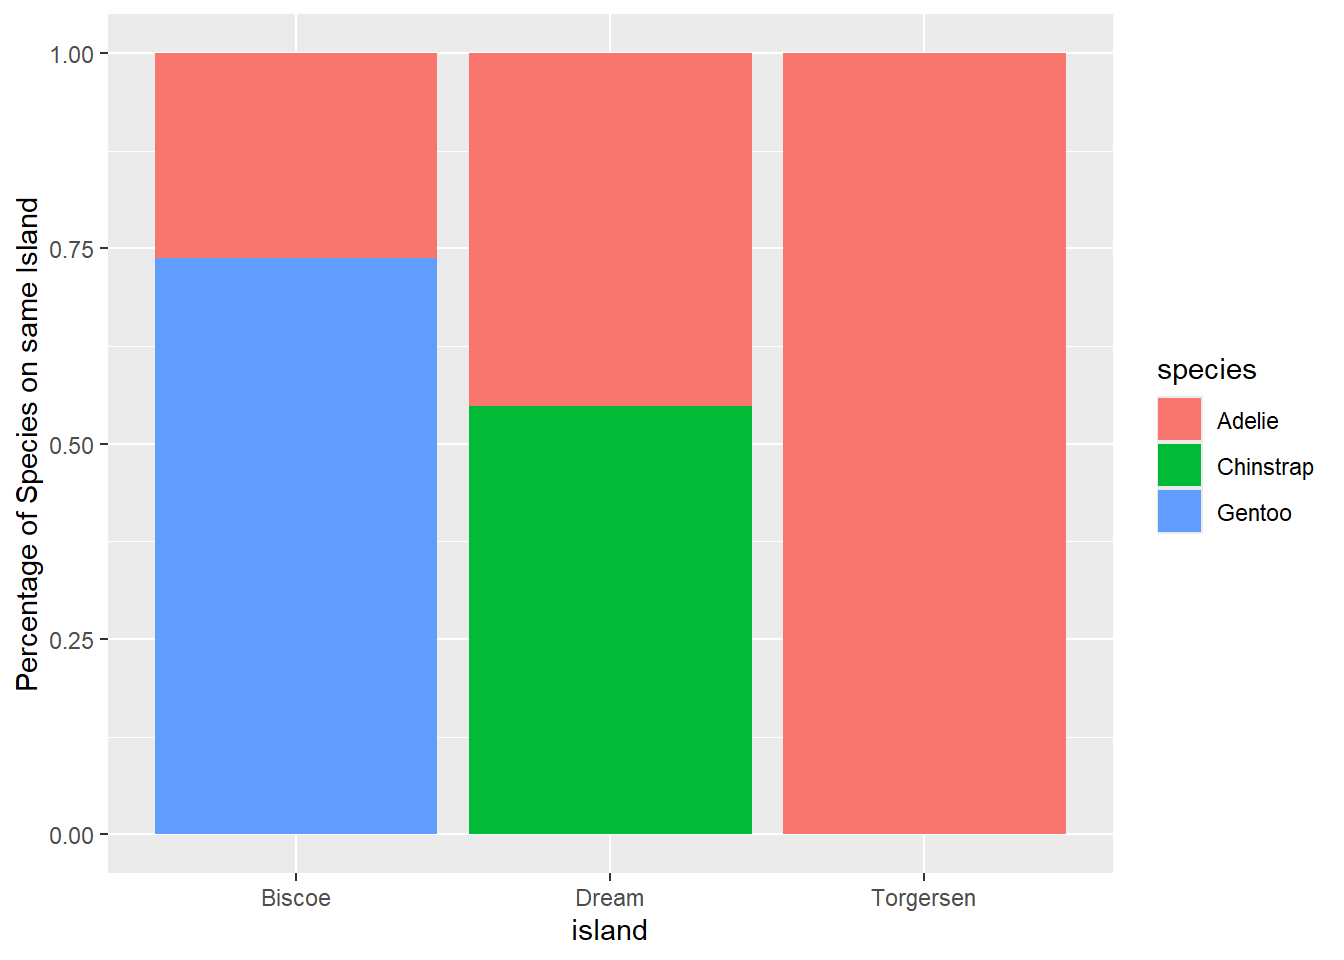 Percentage of Species on same Island
1.00
0.75
0.50
0.25
0.00
Biscoe
Dream
Torgersen
island
species
Adelie
Chinstrap
Gentoo